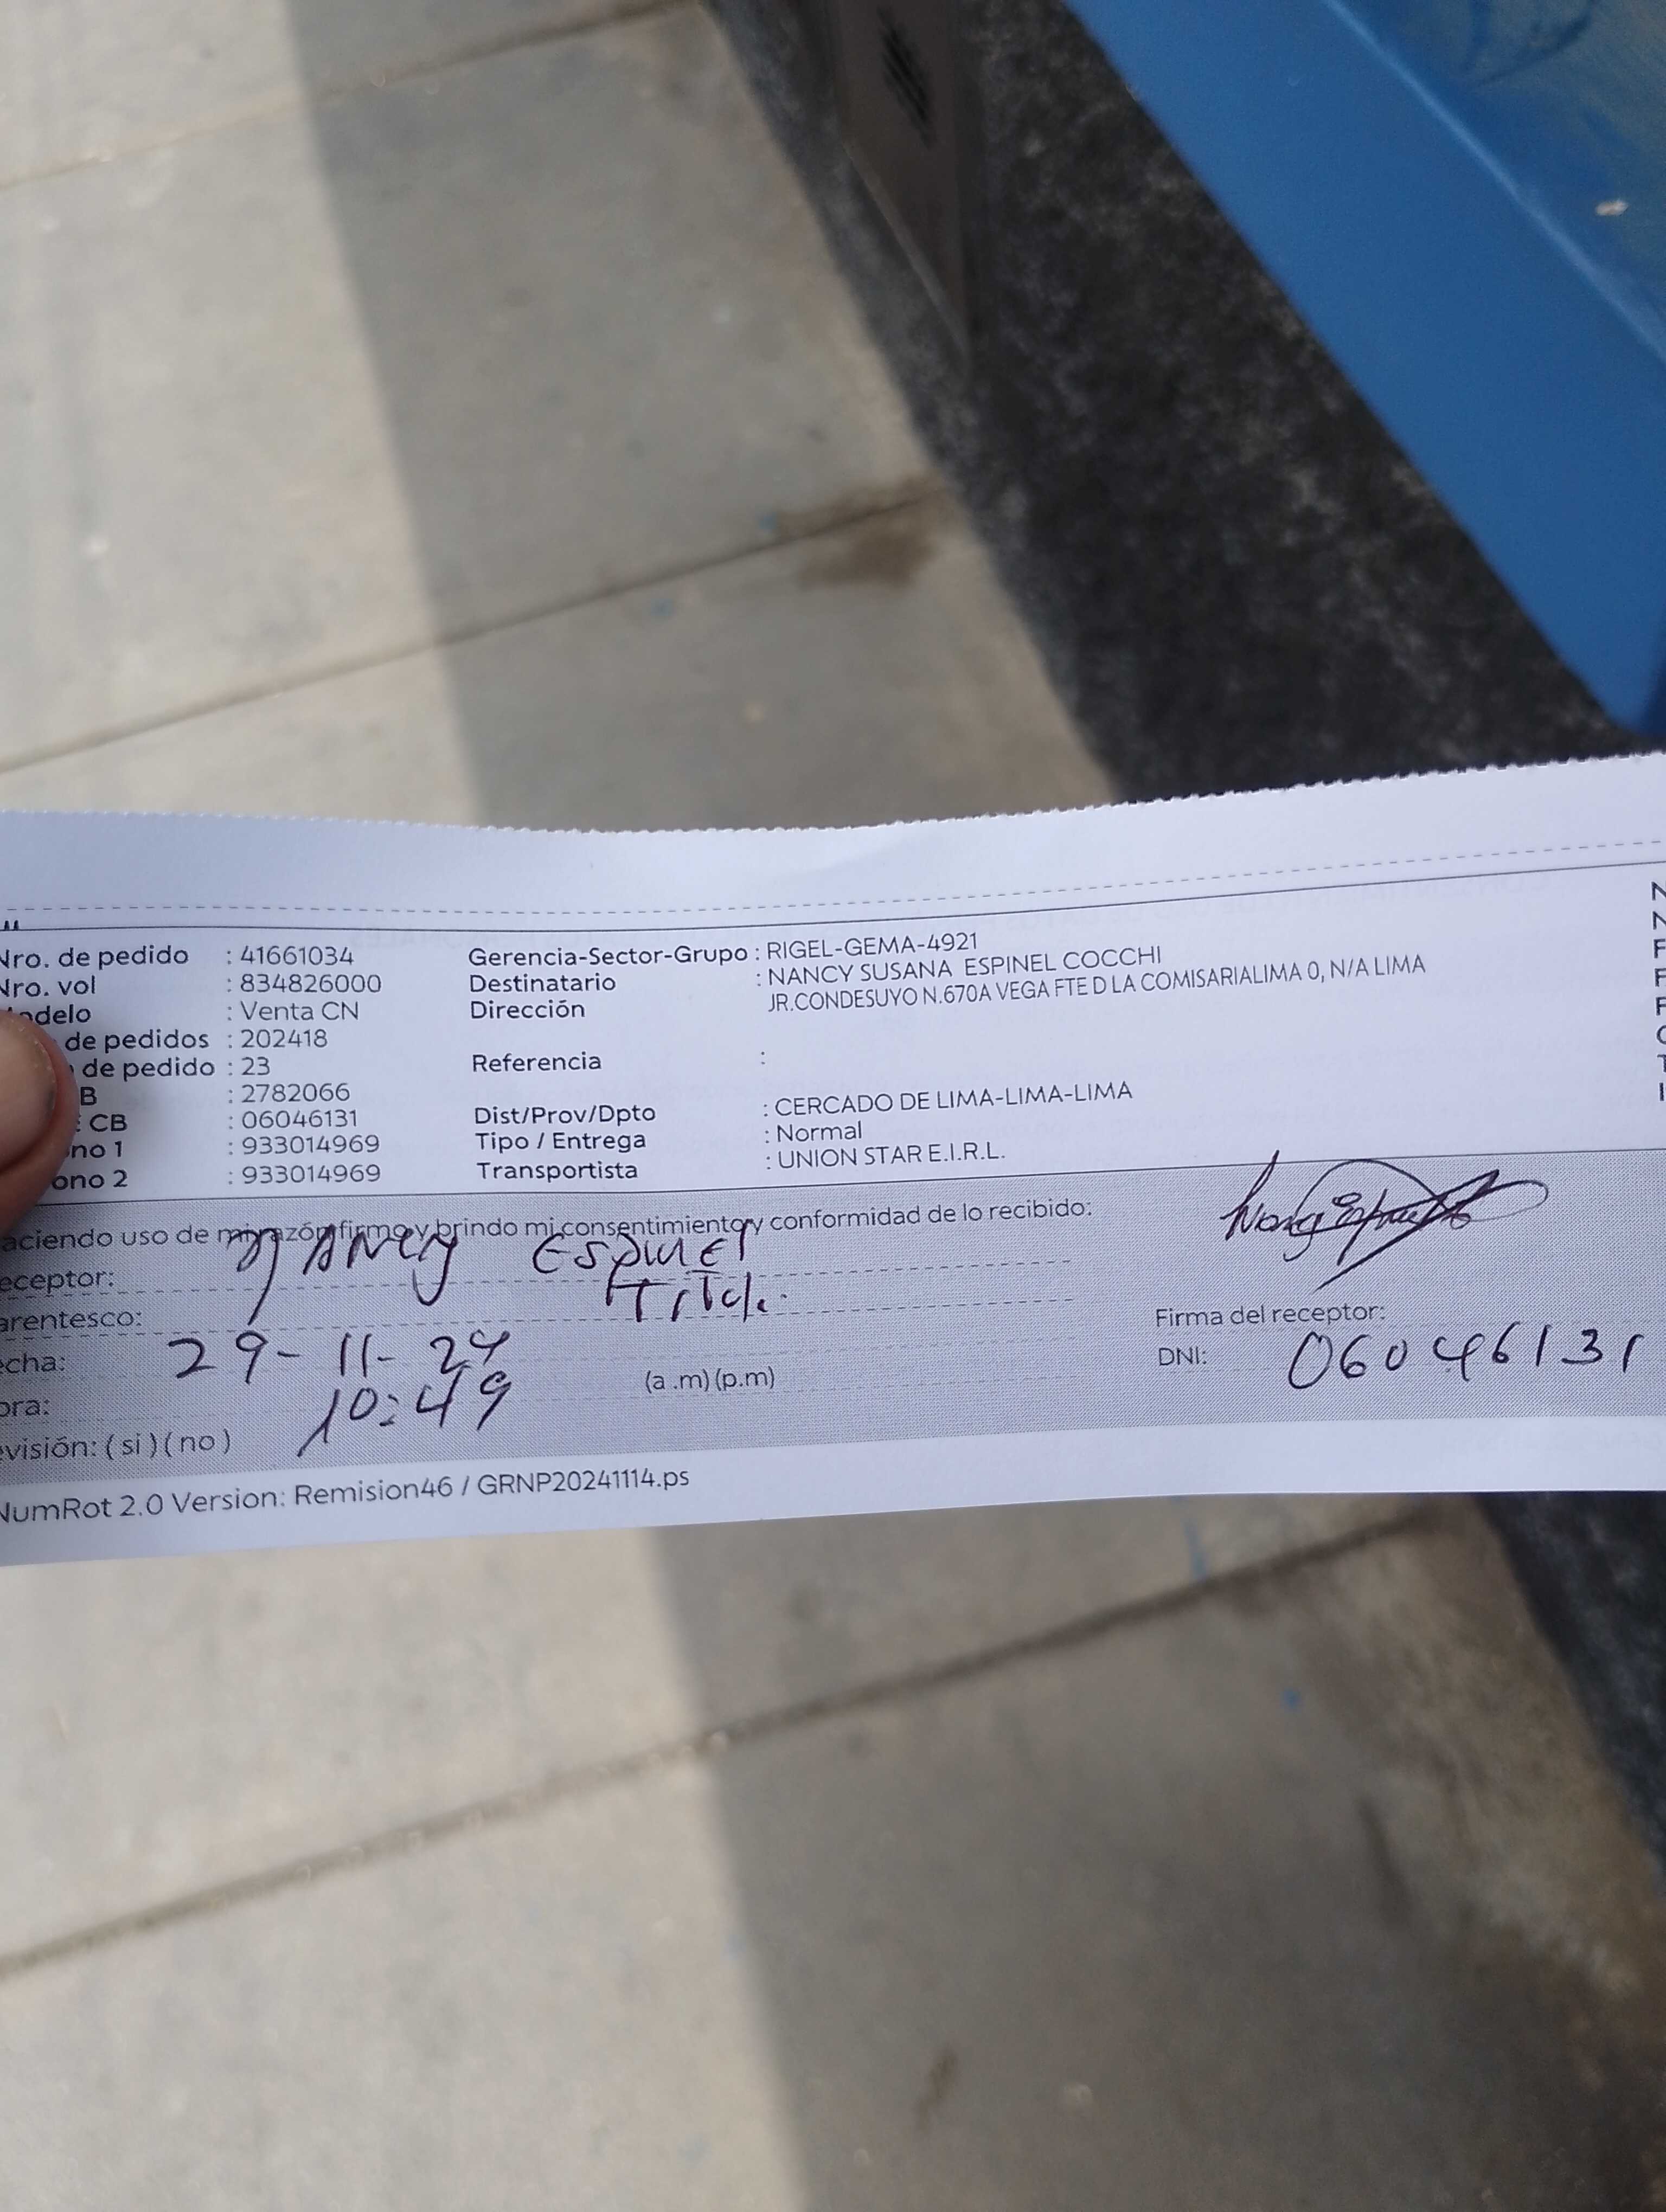 Nro. de pedido : 41661034 Gerencia-Sector-Grupo : RIGEL-GEMA-4921
Nro. vol : 834826000 Destinatario : NANCY SUSANA ESPINEL COCCHI
odelo : Venta CN Dirección JR.CONDESUYO N.670A VEGA FTE D LA COMISARIALIMA 0, N/A LIMA
de pedidos : 202418
de pedido : 23 Referencia :
B : 2782066
CB : 06046131 Dist/Prov/Dpto : CERCADO DE LIMA-LIMA-LIMA
no 1 : 933014969 Tipo / Entrega : Normal
ono 2 : 933014969 Transportista : UNION STAR E.I.R.L.
aciendo uso de mi razón firmo y brindo mi consentimiento y conformidad de lo recibido:
eceptor: NANCY ESPINEL
arentesco: Titul.
Firma del receptor:
echa: 29-11-24
DNI: 06046131
ora: 10:49 (a .m) (p.m)
evisión: ( si ) ( no )
NumRot 2.0 Version: Remision46 / GRNP20241114.ps